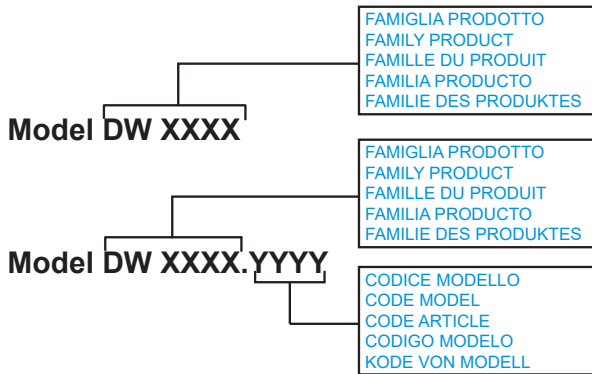 FAMIGLIA PRODOTTO
FAMILY PRODUCT
FAMILLE DU PRODUIT
FAMILIA PRODUCTO
FAMILIE DES PRODUKTES
Model DW XXXX
FAMIGLIA PRODOTTO
FAMILY PRODUCT
FAMILLE DU PRODUIT
FAMILIA PRODUCTO
FAMILIE DES PRODUKTES
Model DW XXXX.YYYY
CODICE MODELLO
CODE MODEL
CODE ARTICLE
CODIGO MODELO
KODE VON MODELL